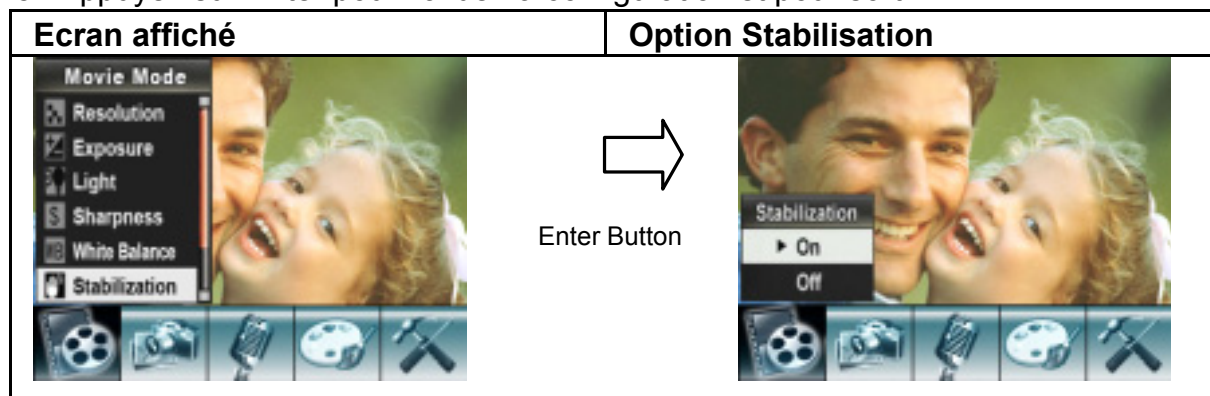 Ecran affiché
Option Stabilisation
Movie Mode
Resolution
Exposure
Light
Sharpness
White Balance
Stabilization
Enter Button
Stabilization
On
Off